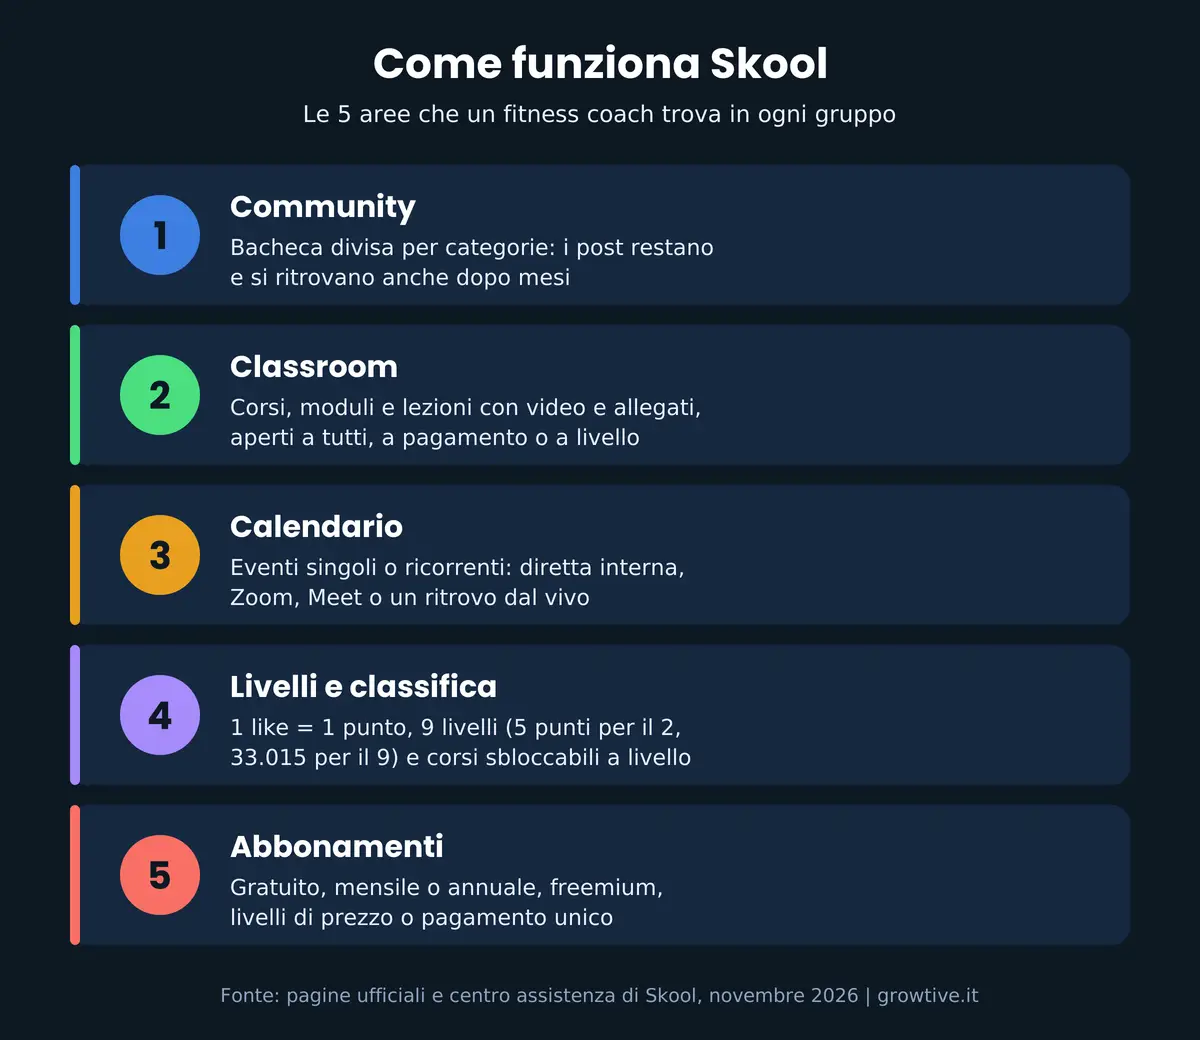 Come funziona Skool
Le 5 aree che un fitness coach trova in ogni gruppo
1
Community
Bacheca divisa per categorie: i post restano
e si ritrovano anche dopo mesi
2
Classroom
Corsi, moduli e lezioni con video e allegati,
aperti a tutti, a pagamento o a livello
3
Calendario
Eventi singoli o ricorrenti: diretta interna,
Zoom, Meet o un ritrovo dal vivo
4
Livelli e classifica
1 like = 1 punto, 9 livelli (5 punti per il 2,
33.015 per il 9) e corsi sbloccabili a livello
5
Abbonamenti
Gratuito, mensile o annuale, freemium,
livelli di prezzo o pagamento unico
Fonte: pagine ufficiali e centro assistenza di Skool, novembre 2026 | growtive.it